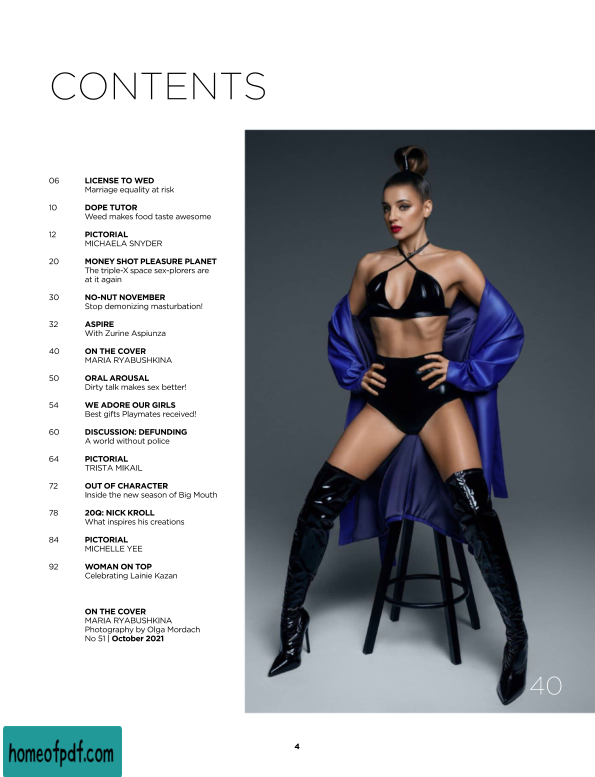 CONTENTS
06 LICENSE TO WED
Marriage equality at risk
10 DOPE TUTOR
Weed makes food taste awesome
12 PICTORIAL
MICHAELA SNYDER
20 MONEY SHOT PLEASURE PLANET
The triple-X space sex-plorers are
at it again
30 NO-NUT NOVEMBER
Stop demonizing masturbation!
32 ASPIRE
With Zurine Aspiunza
40 ON THE COVER
MARIA RYABUSHKINA
50 ORAL AROUSAL
Dirty talk makes sex better!
54 WE ADORE OUR GIRLS
Best gifts Playmates received!
60 DISCUSSION: DEFUNDING
A world without police
64 PICTORIAL
TRISTA MIKAIL
72 OUT OF CHARACTER
Inside the new season of Big Mouth
78 20Q: NICK KROLL
What inspires his creations
84 PICTORIAL
MICHELLE YEE
92 WOMAN ON TOP
Celebrating Lainie Kazan
ON THE COVER
MARIA RYABUSHKINA
Photography by Olga Mordach
No 51 | October 2021
40
4
homeofpdf.com